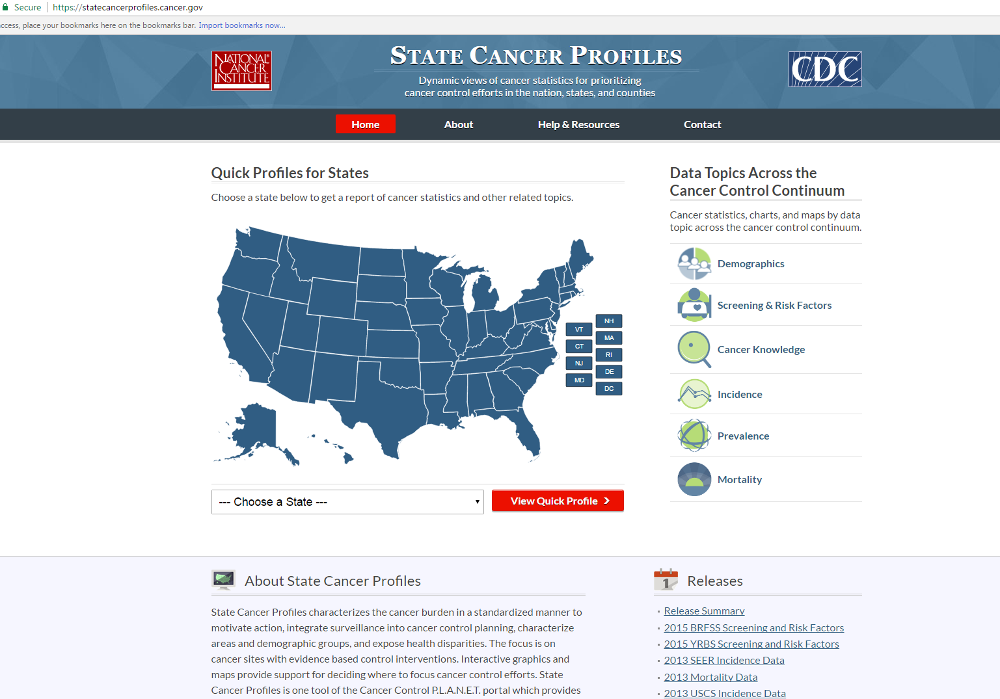 Secure
https://statecancerprofiles.cancer.gov
ccess, place your bookmarks here on the bookmarks bar. Import bookmarks now...
NATIONAL®
CANCER
INSTITUTE
STATE CANCER PROFILES
Dynamic views of cancer statistics for prioritizing
cancer control efforts in the nation, states, and counties
CDC
Home
About
Help & Resources
Contact
Quick Profiles for States
Choose a state below to get a report of cancer statistics and other related topics.
NH
VT
MA
CT
RI
NJ
DE
MD
DC
--- Choose a State ---
View Quick Profile
Data Topics Across the
Cancer Control Continuum
Cancer statistics, charts, and maps by data
topic across the cancer control continuum.
Demographics
Screening & Risk Factors
Cancer Knowledge
Incidence
Prevalence
Mortality
About State Cancer Profiles
State Cancer Profiles characterizes the cancer burden in a standardized manner to
motivate action, integrate surveillance into cancer control planning, characterize
areas and demographic groups, and expose health disparities. The focus is on
cancer sites with evidence based control interventions. Interactive graphics and
maps provide support for deciding where to focus cancer control efforts. State
Cancer Profiles is one tool of the Cancer Control P.L.A.N.E.T. portal which provides
1
Releases
Release Summary
2015 BRFSS Screening and Risk Factors
2015 YRBS Screening and Risk Factors
2013 SEER Incidence Data
2013 Mortality Data
2013 USCS Incidence Data